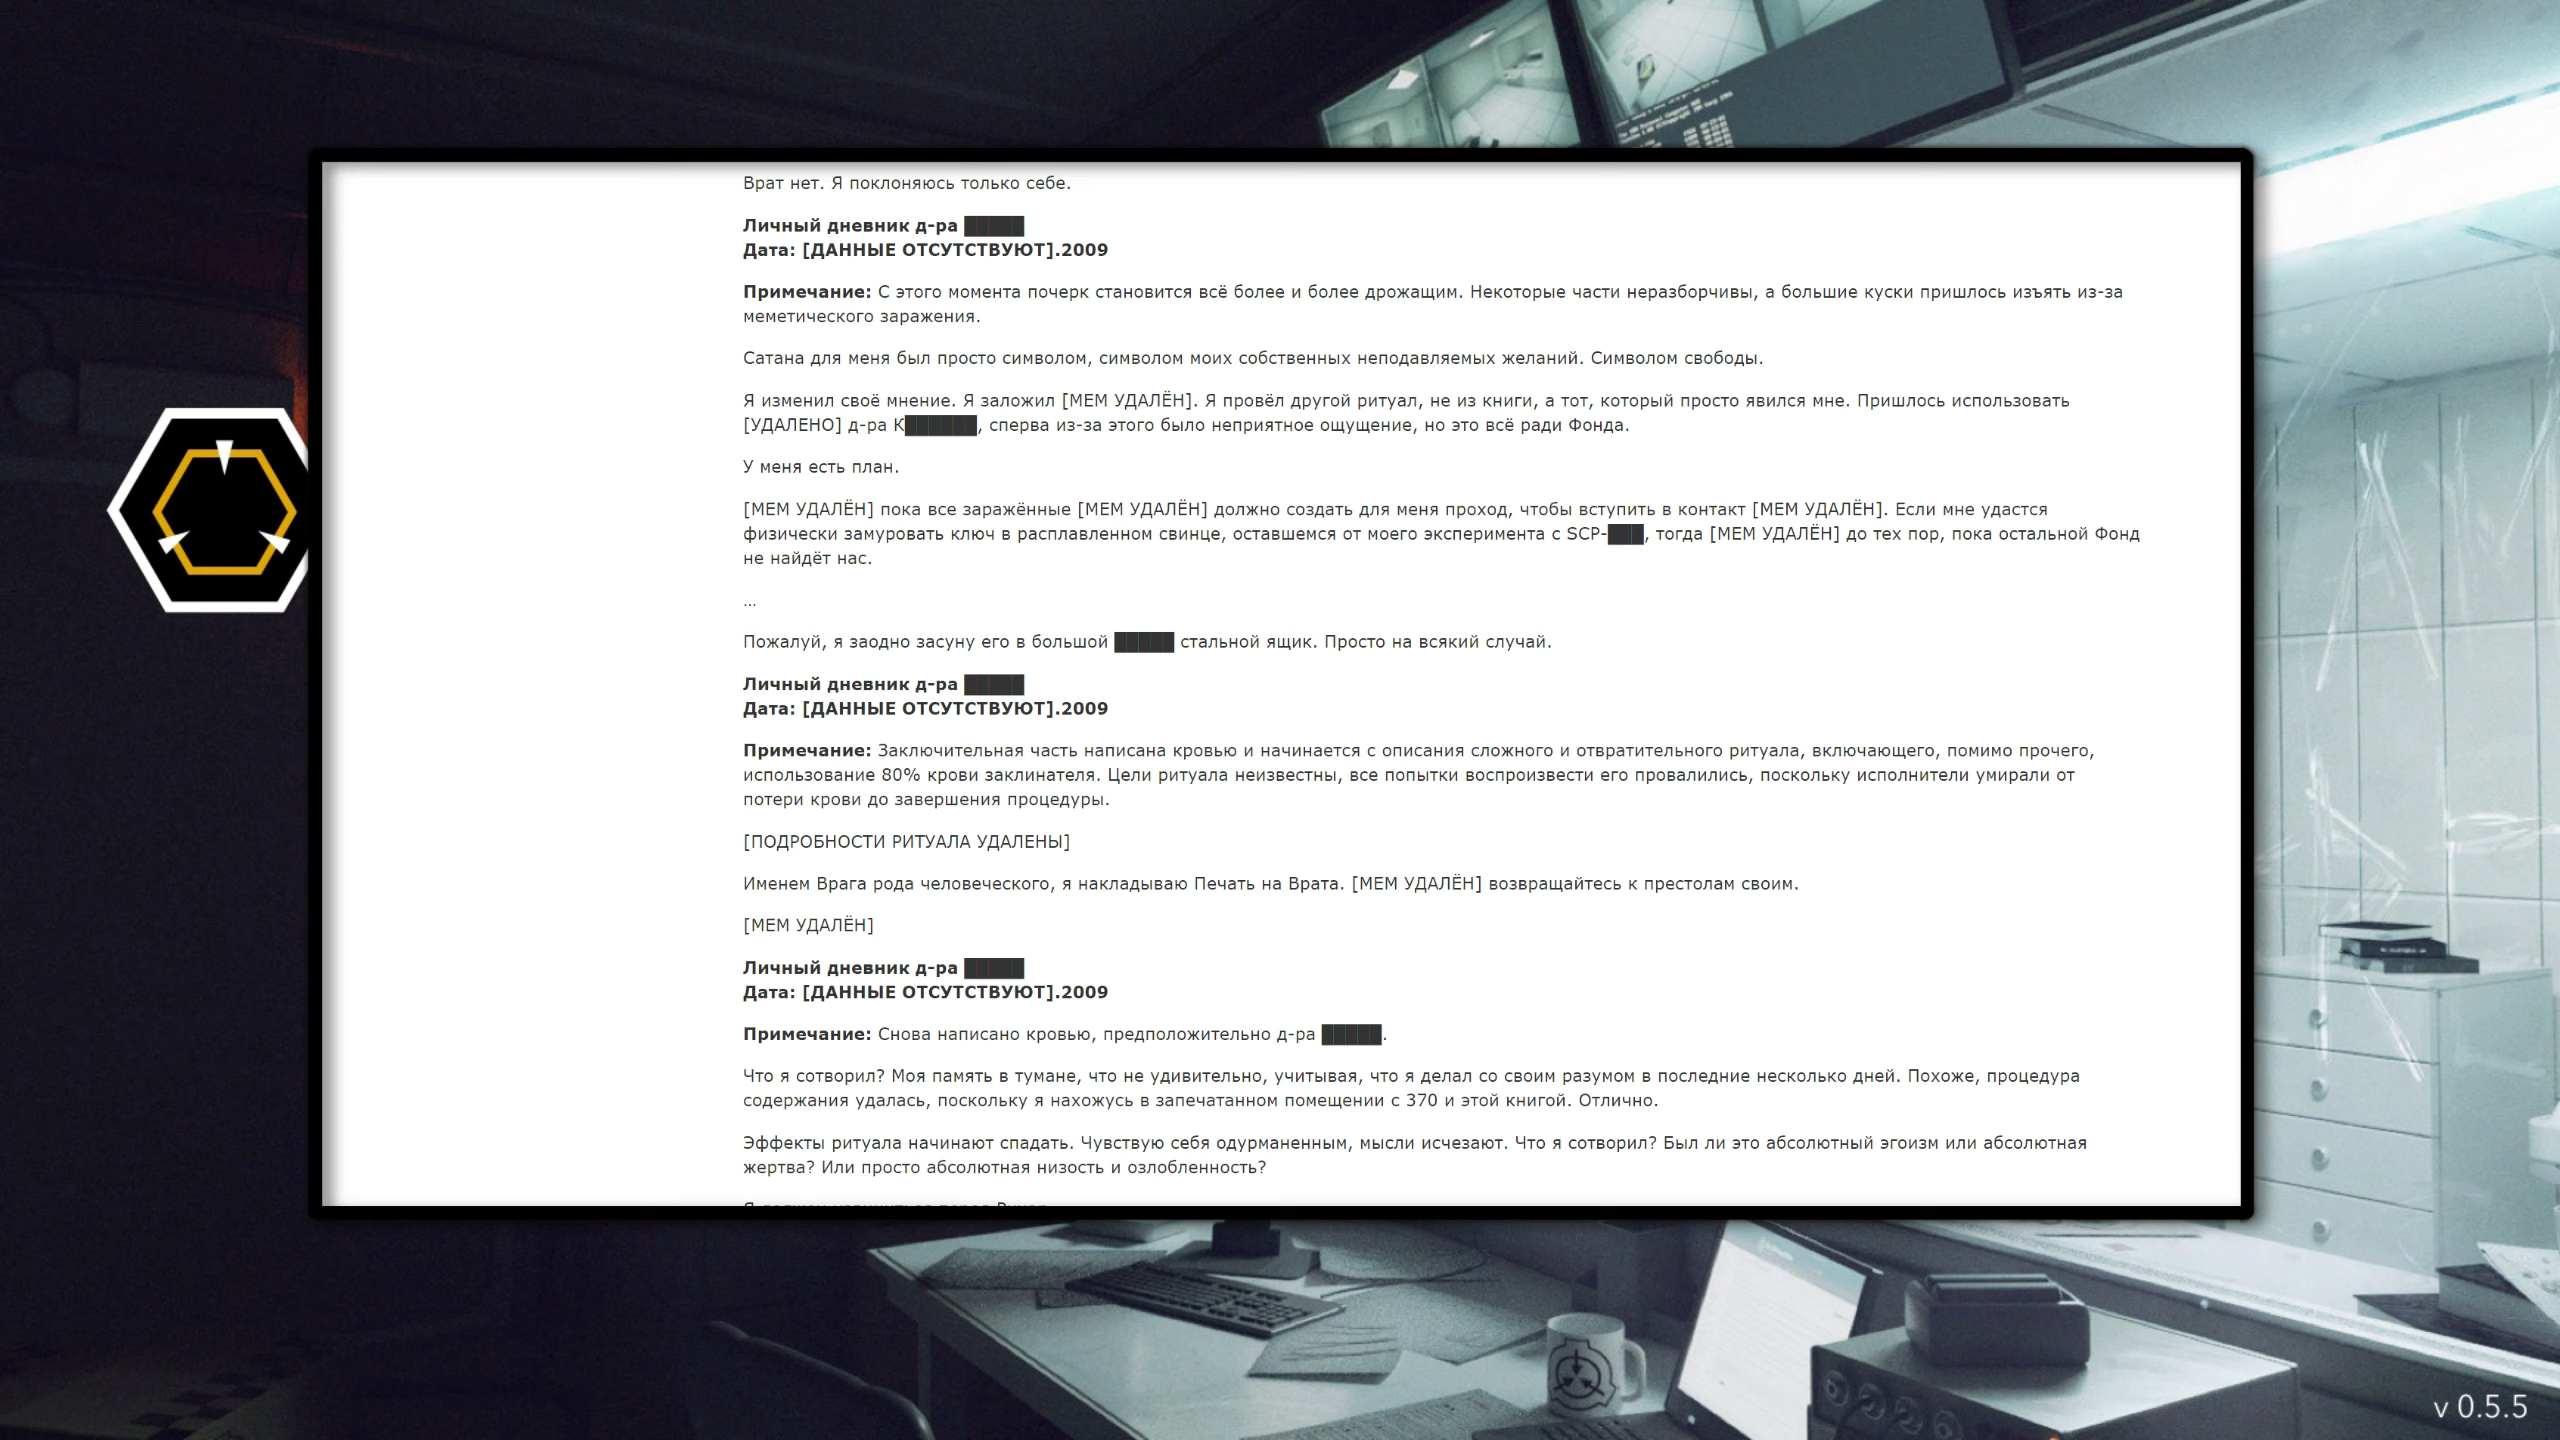 Врат нет. Я поклоняюсь только себе.
Личный дневник д-ра █████
Дата: [ДАННЫЕ ОТСУТСТВУЮТ].2009
Примечание: С этого момента почерк становится всё более и более дрожащим. Некоторые части неразборчивы, а большие куски пришлось изъять из-за
меметического заражения.
Сатана для меня был просто символом, символом моих собственных неподавляемых желаний. Символом свободы.
Я изменил своё мнение. Я заложил [МЕМ УДАЛЁН]. Я провёл другой ритуал, не из книги, а тот, который просто явился мне. Пришлось использовать
[УДАЛЕНО] д-ра К██████, сперва из-за этого было неприятное ощущение, но это всё ради Фонда.
У меня есть план.
[МЕМ УДАЛЁН] пока все заражённые [МЕМ УДАЛЁН] должно создать для меня проход, чтобы вступить в контакт [МЕМ УДАЛЁН]. Если мне удастся
физически замуровать ключ в расплавленном свинце, оставшемся от моего эксперимента с SCP-███, тогда [МЕМ УДАЛЁН] до тех пор, пока остальной Фонд
не найдёт нас.
...
Пожалуй, я заодно засуну его в большой █████ стальной ящик. Просто на всякий случай.
Личный дневник д-ра █████
Дата: [ДАННЫЕ ОТСУТСТВУЮТ].2009
Примечание: Заключительная часть написана кровью и начинается с описания сложного и отвратительного ритуала, включающего, помимо прочего,
использование 80% крови заклинателя. Цели ритуала неизвестны, все попытки воспроизвести его провалились, поскольку исполнители умирали от
потери крови до завершения процедуры.
[ПОДРОБНОСТИ РИТУАЛА УДАЛЕНЫ]
Именем Врага рода человеческого, я накладываю Печать на Врата. [МЕМ УДАЛЁН] возвращайтесь к престолам своим.
[МЕМ УДАЛЁН]
Личный дневник д-ра █████
Дата: [ДАННЫЕ ОТСУТСТВУЮТ].2009
Примечание: Снова написано кровью, предположительно д-ра █████.
Что я сотворил? Моя память в тумане, что не удивительно, учитывая, что я делал со своим разумом в последние несколько дней. Похоже, процедура
содержания удалась, поскольку я нахожусь в запечатанном помещении с 370 и этой книгой. Отлично.
Эффекты ритуала начинают спадать. Чувствую себя одурманенным, мысли исчезают. Что я сотворил? Был ли это абсолютный эгоизм или абсолютная
жертва? Или просто абсолютная низость и озлобленность?
v 0.5.5